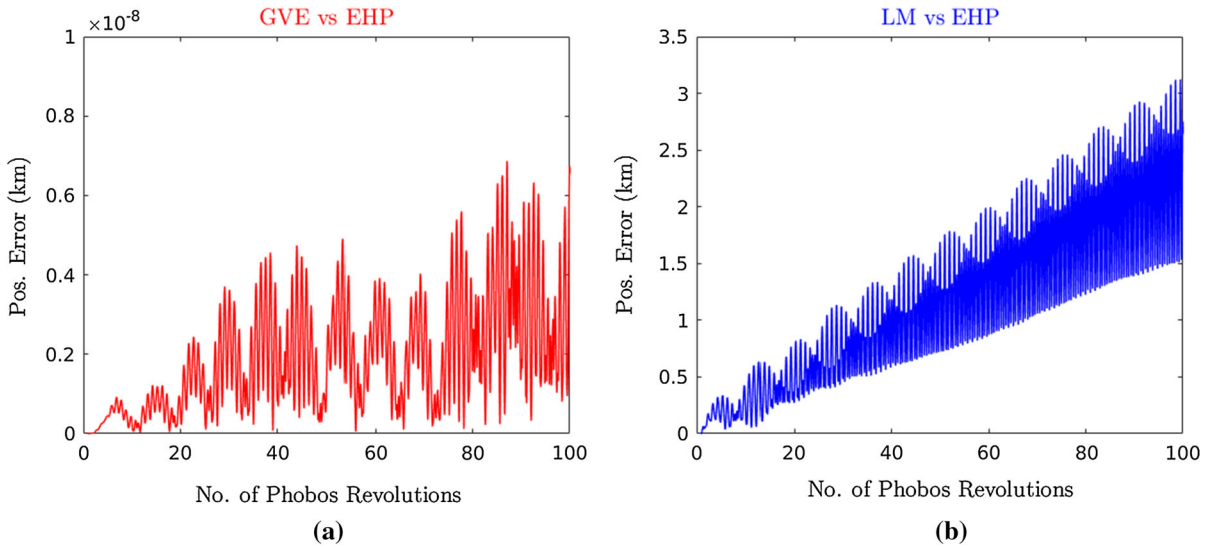 GVE vs EHP
×10-8
1
0.8
0.6
0.4
0.2
0
Pos. Error (km)
0 20 40 60 80 100
No. of Phobos Revolutions
(a)
LM vs EHP
3.5
3
2.5
2
1.5
1
0.5
0
Pos. Error (km)
0 20 40 60 80 100
No. of Phobos Revolutions
(b)